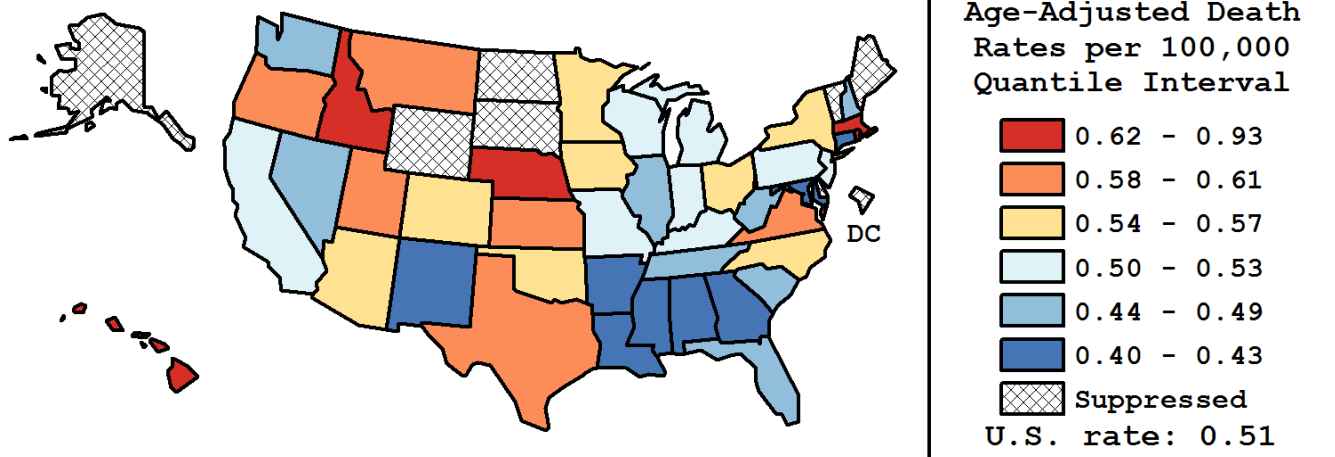 DC
Age-Adjusted Death
Rates per 100,000
Quantile Interval
0.62 - 0.93
0.58 - 0.61
0.54 - 0.57
0.50 - 0.53
0.44 - 0.49
0.40 - 0.43
Suppressed
U.S. rate: 0.51